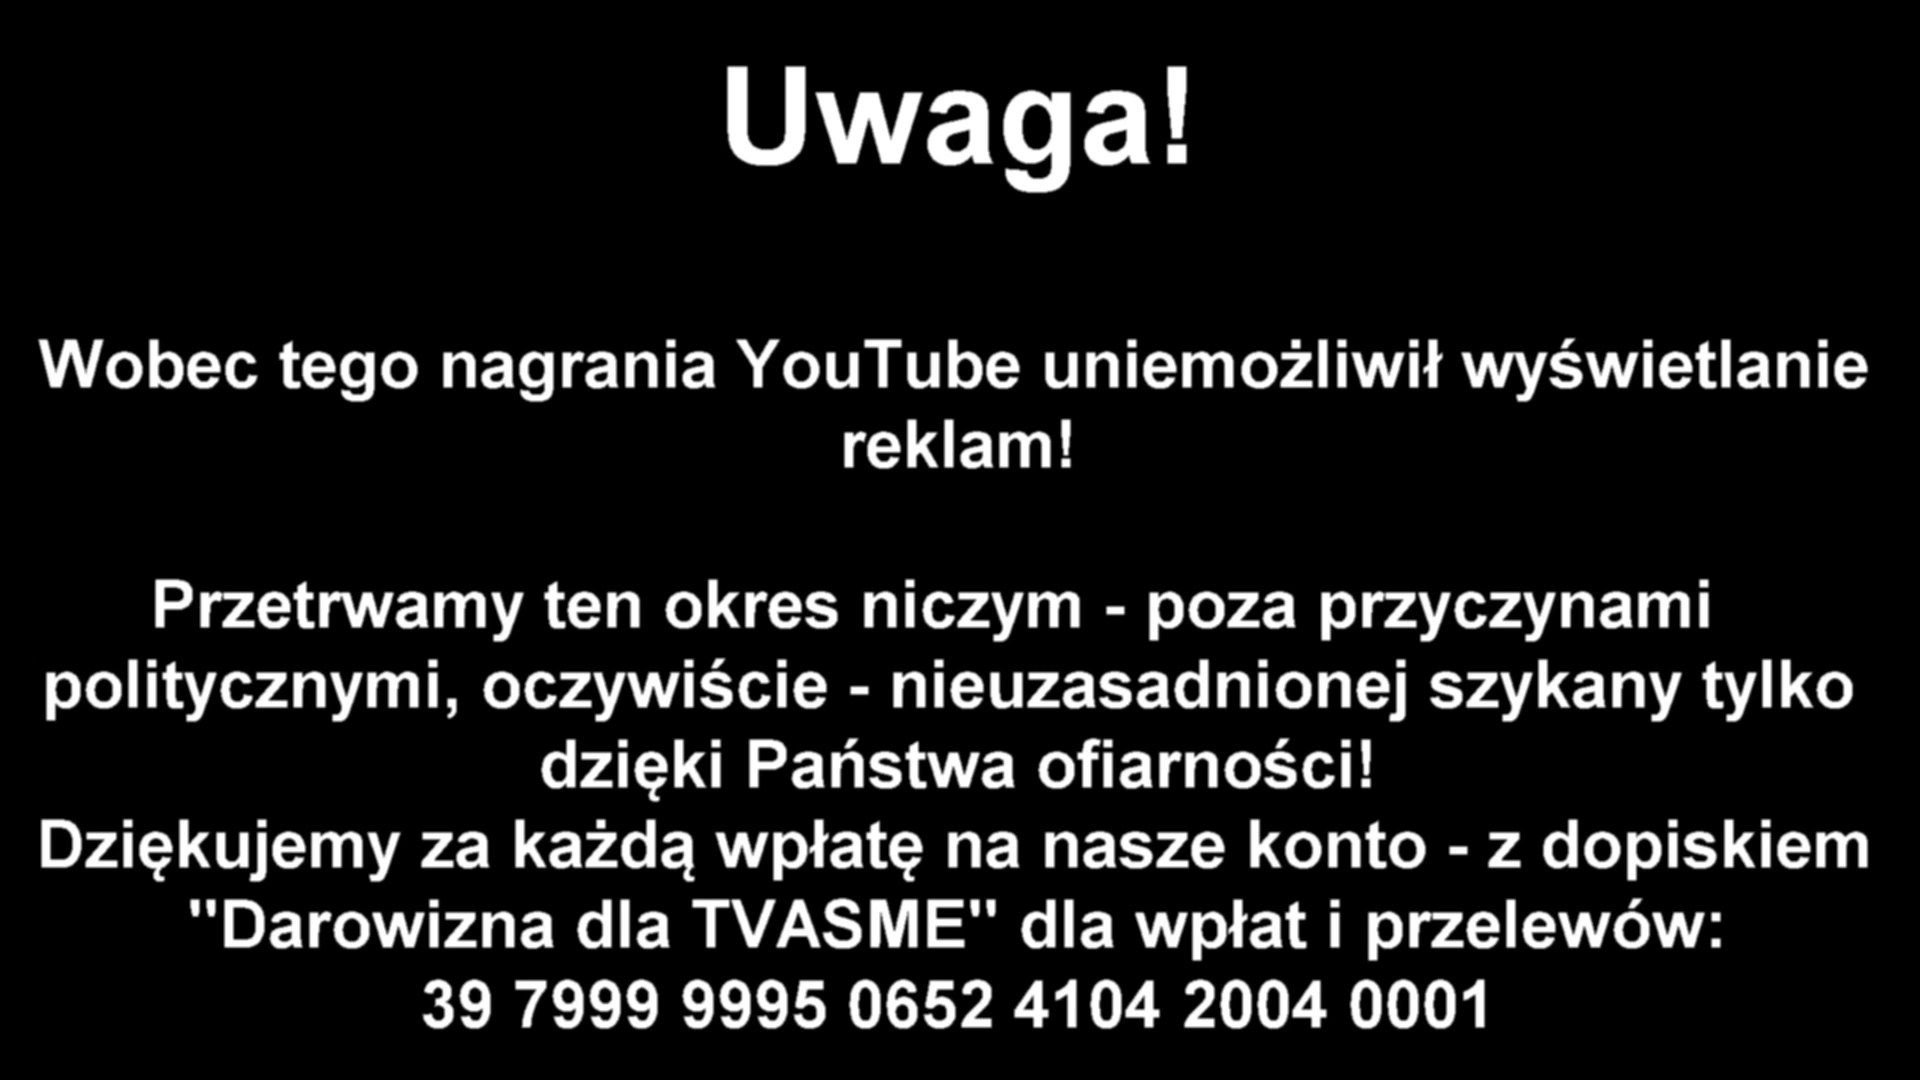 Uwaga!
Wobec tego nagrania YouTube uniemożliwił wyświetlanie
reklam!
Przetrwamy ten okres niczym - poza przyczynami
politycznymi, oczywiście - nieuzasadnionej szykany tylko
dzięki Państwa ofiarności!
Dziękujemy za każdą wpłatę na nasze konto - z dopiskiem
"Darowizna dla TVASME" dla wpłat i przelewów:
39 7999 9995 0652 4104 2004 0001